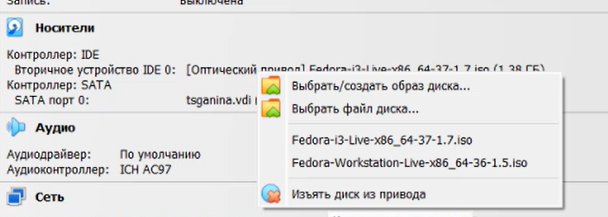 Запись: Выключена
Носители
Контроллер: IDE
Вторичное устройство IDE 0: [Оптический привод] Fedora-i3-Live-x86_64-37-1.7.iso (1,38 ГБ)
Контроллер: SATA
SATA порт 0: tsganina.vdi
Выбрать/создать образ диска...
Выбрать файл диска...
Fedora-i3-Live-x86_64-37-1.7.iso
Fedora-Workstation-Live-x86_64-36-1.5.iso
Изъять диск из привода
Аудио
Аудиодрайвер: По умолчанию
Аудиоконтроллер: ICH AC97
Сеть